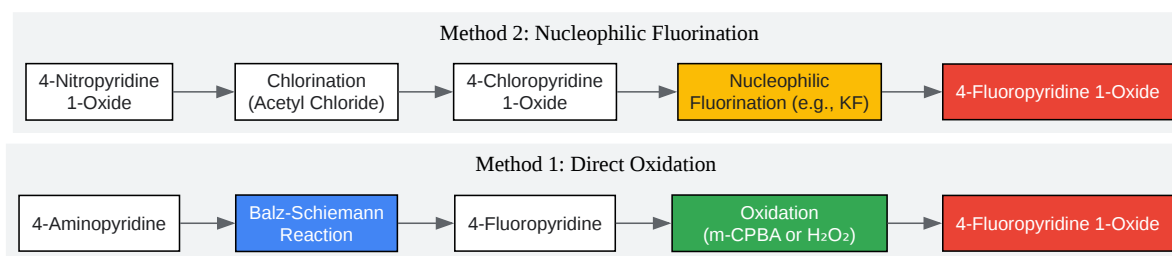 Method 2: Nucleophilic Fluorination
4-Nitropyridine
1-Oxide
Chlorination
(Acetyl Chloride)
4-Chloropyridine
1-Oxide
Nucleophilic
Fluorination (e.g., KF)
4-Fluoropyridine 1-Oxide
Method 1: Direct Oxidation
4-Aminopyridine
Balz-Schiemann
Reaction
4-Fluoropyridine
Oxidation
(m-CPBA or H₂O₂)
4-Fluoropyridine 1-Oxide